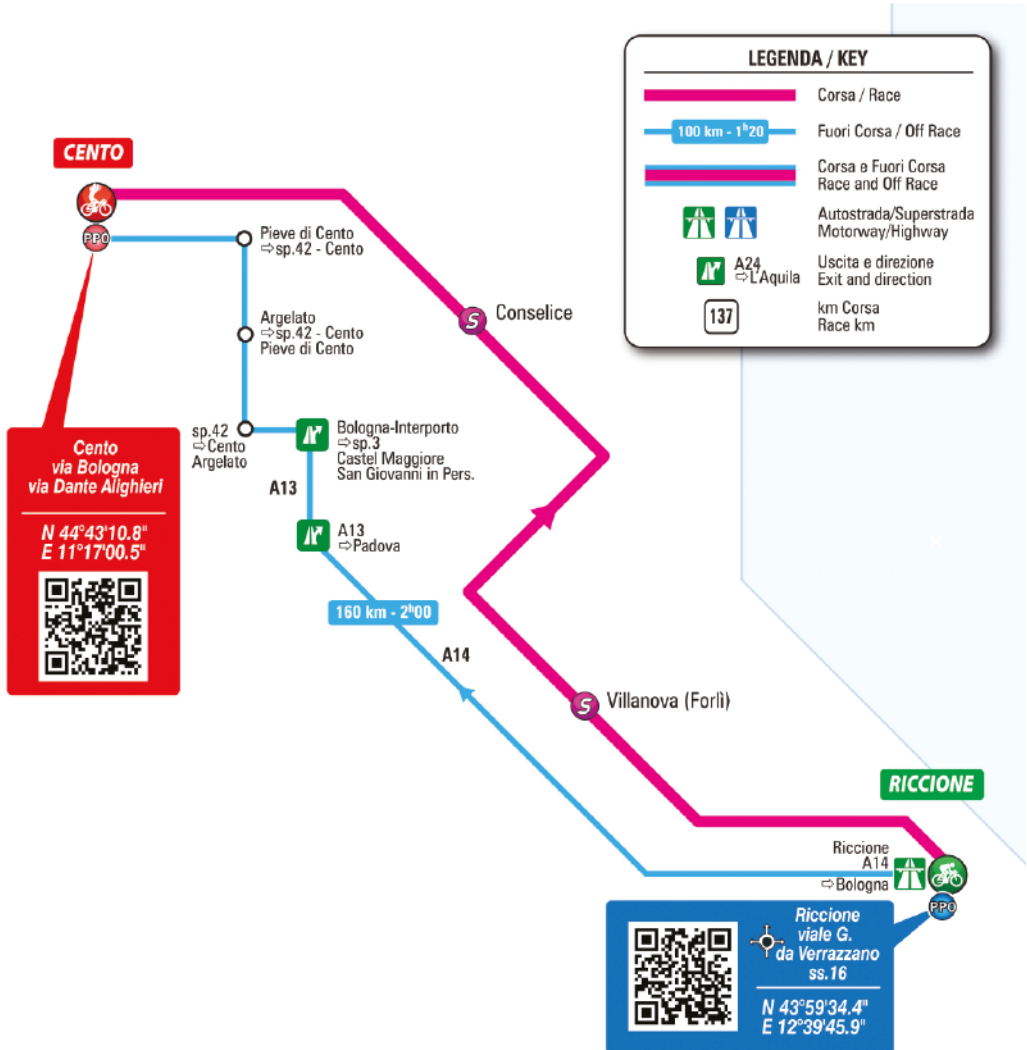 LEGENDA / KEY
Corsa / Race
100 km - 1ʰ20
Fuori Corsa / Off Race
Corsa e Fuori Corsa
Race and Off Race
Autostrada/Superstrada
Motorway/Highway
A24
⇨L'Aquila
Uscita e direzione
Exit and direction
137
km Corsa
Race km
CENTO
PPO
Pieve di Cento
⇨sp.42 - Cento
Argelato
⇨sp.42 - Cento
Pieve di Cento
S
Conselice
sp.42
⇨Cento
Argelato
Bologna-Interporto
⇨sp.3
Castel Maggiore
San Giovanni in Pers.
A13
A13
⇨Padova
Cento
via Bologna
via Dante Alighieri
N 44°43'10.8"
E 11°17'00.5"
160 km - 2ʰ00
A14
S
Villanova (Forlì)
RICCIONE
Riccione
A14
⇨Bologna
PPO
Riccione
viale G.
da Verrazzano
ss.16
N 43°59'34.4"
E 12°39'45.9"